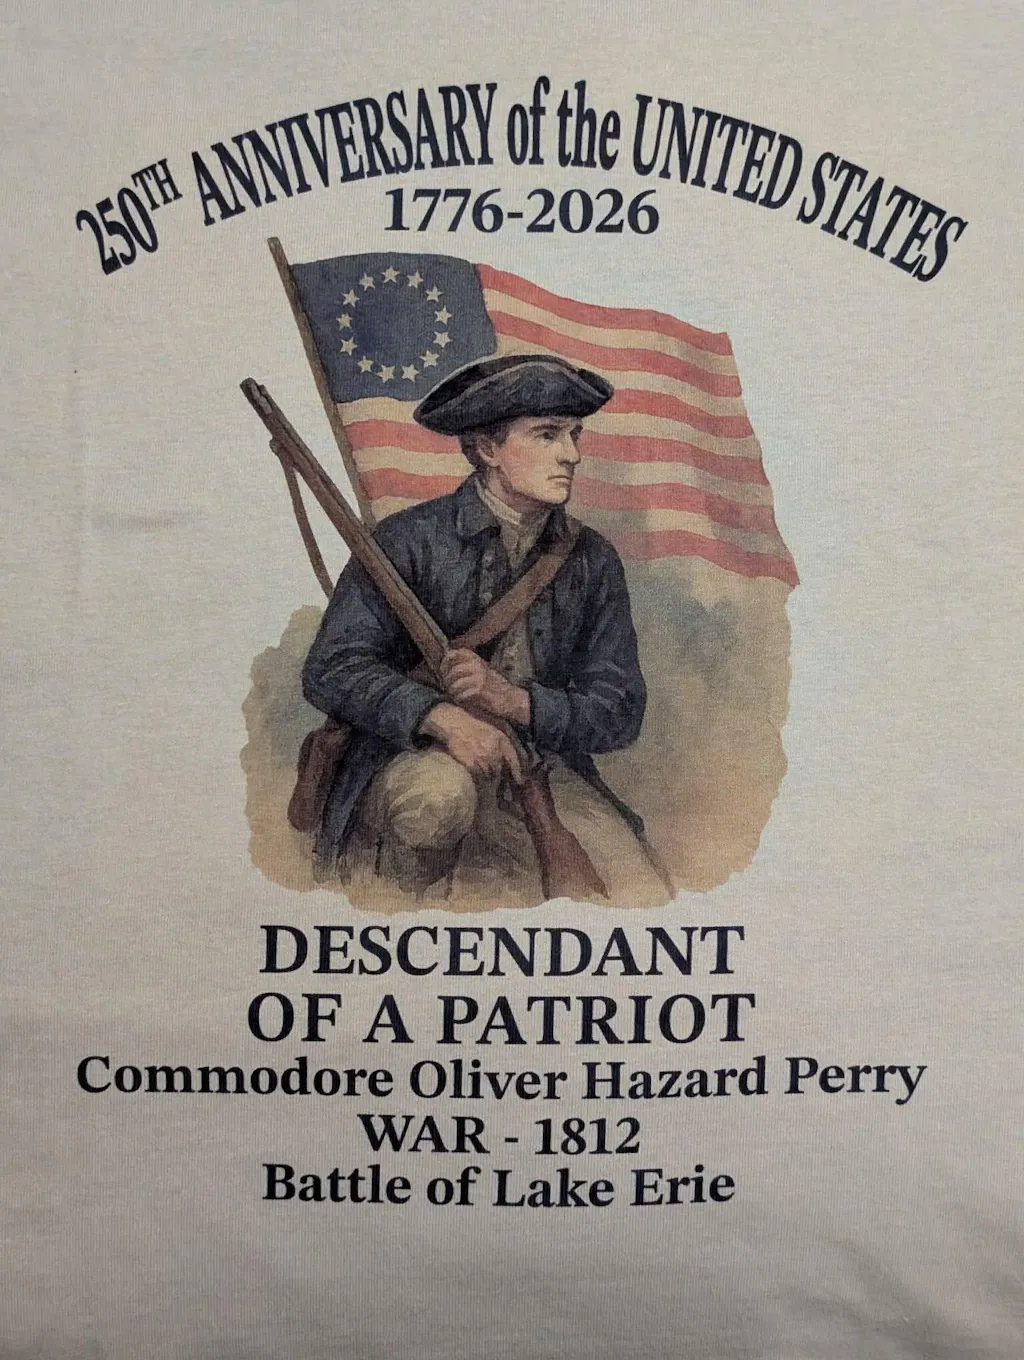 250TH ANNIVERSARY of the UNITED STATES
1776-2026
DESCENDANT
OF A PATRIOT
Commodore Oliver Hazard Perry
WAR - 1812
Battle of Lake Erie